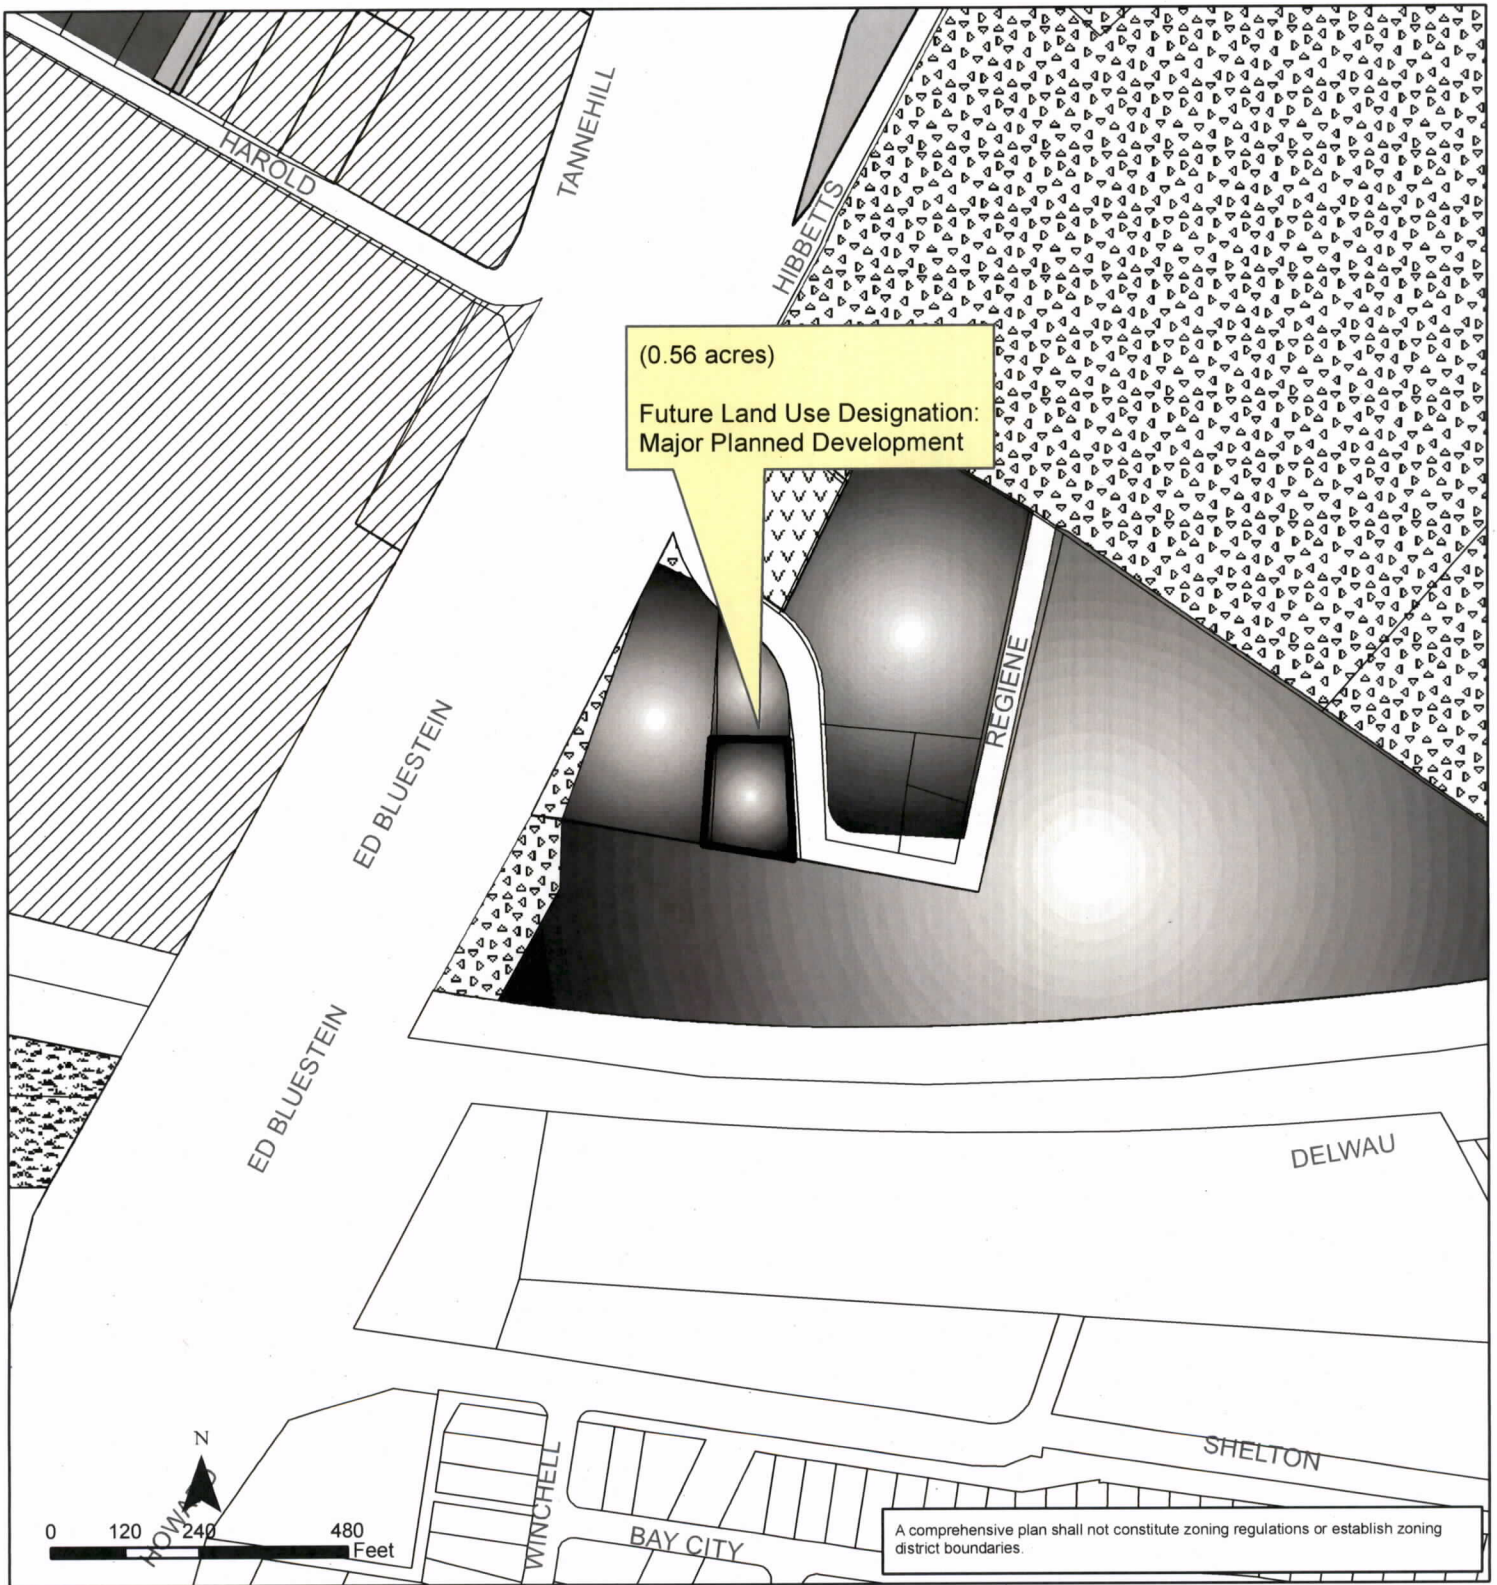 HAROLD
TANNEHILL
HIBBETTS
(0.56 acres)
Future Land Use Designation:
Major Planned Development
REGIENE
ED BLUESTEIN
ED BLUESTEIN
DELWAU
SHELTON
N
HOWARD
WINCHELL
BAY CITY
0 120 240 480
Feet
A comprehensive plan shall not constitute zoning regulations or establish zoning
district boundaries.